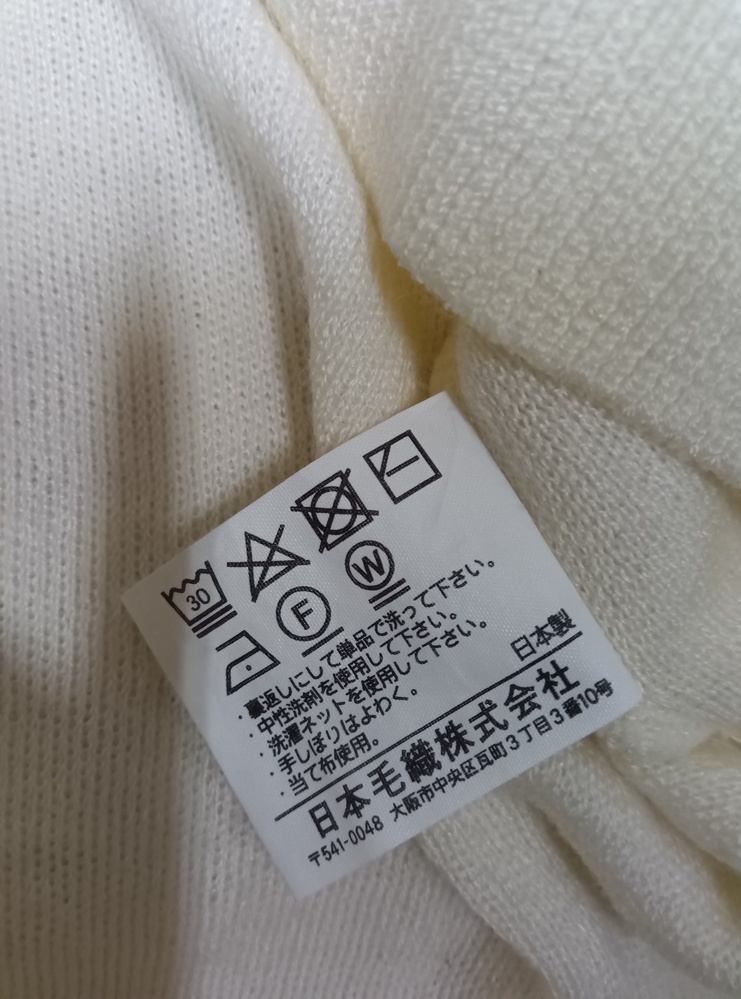 30
F
W
・裏返しにして単品で洗って下さい。
・中性洗剤を使用して下さい。
・洗濯ネットを使用して下さい。
・手しぼりはよわく。
・当て布使用。
日本製
日本毛織株式会社
〒541-0048 大阪市中央区瓦町3丁目3番10号